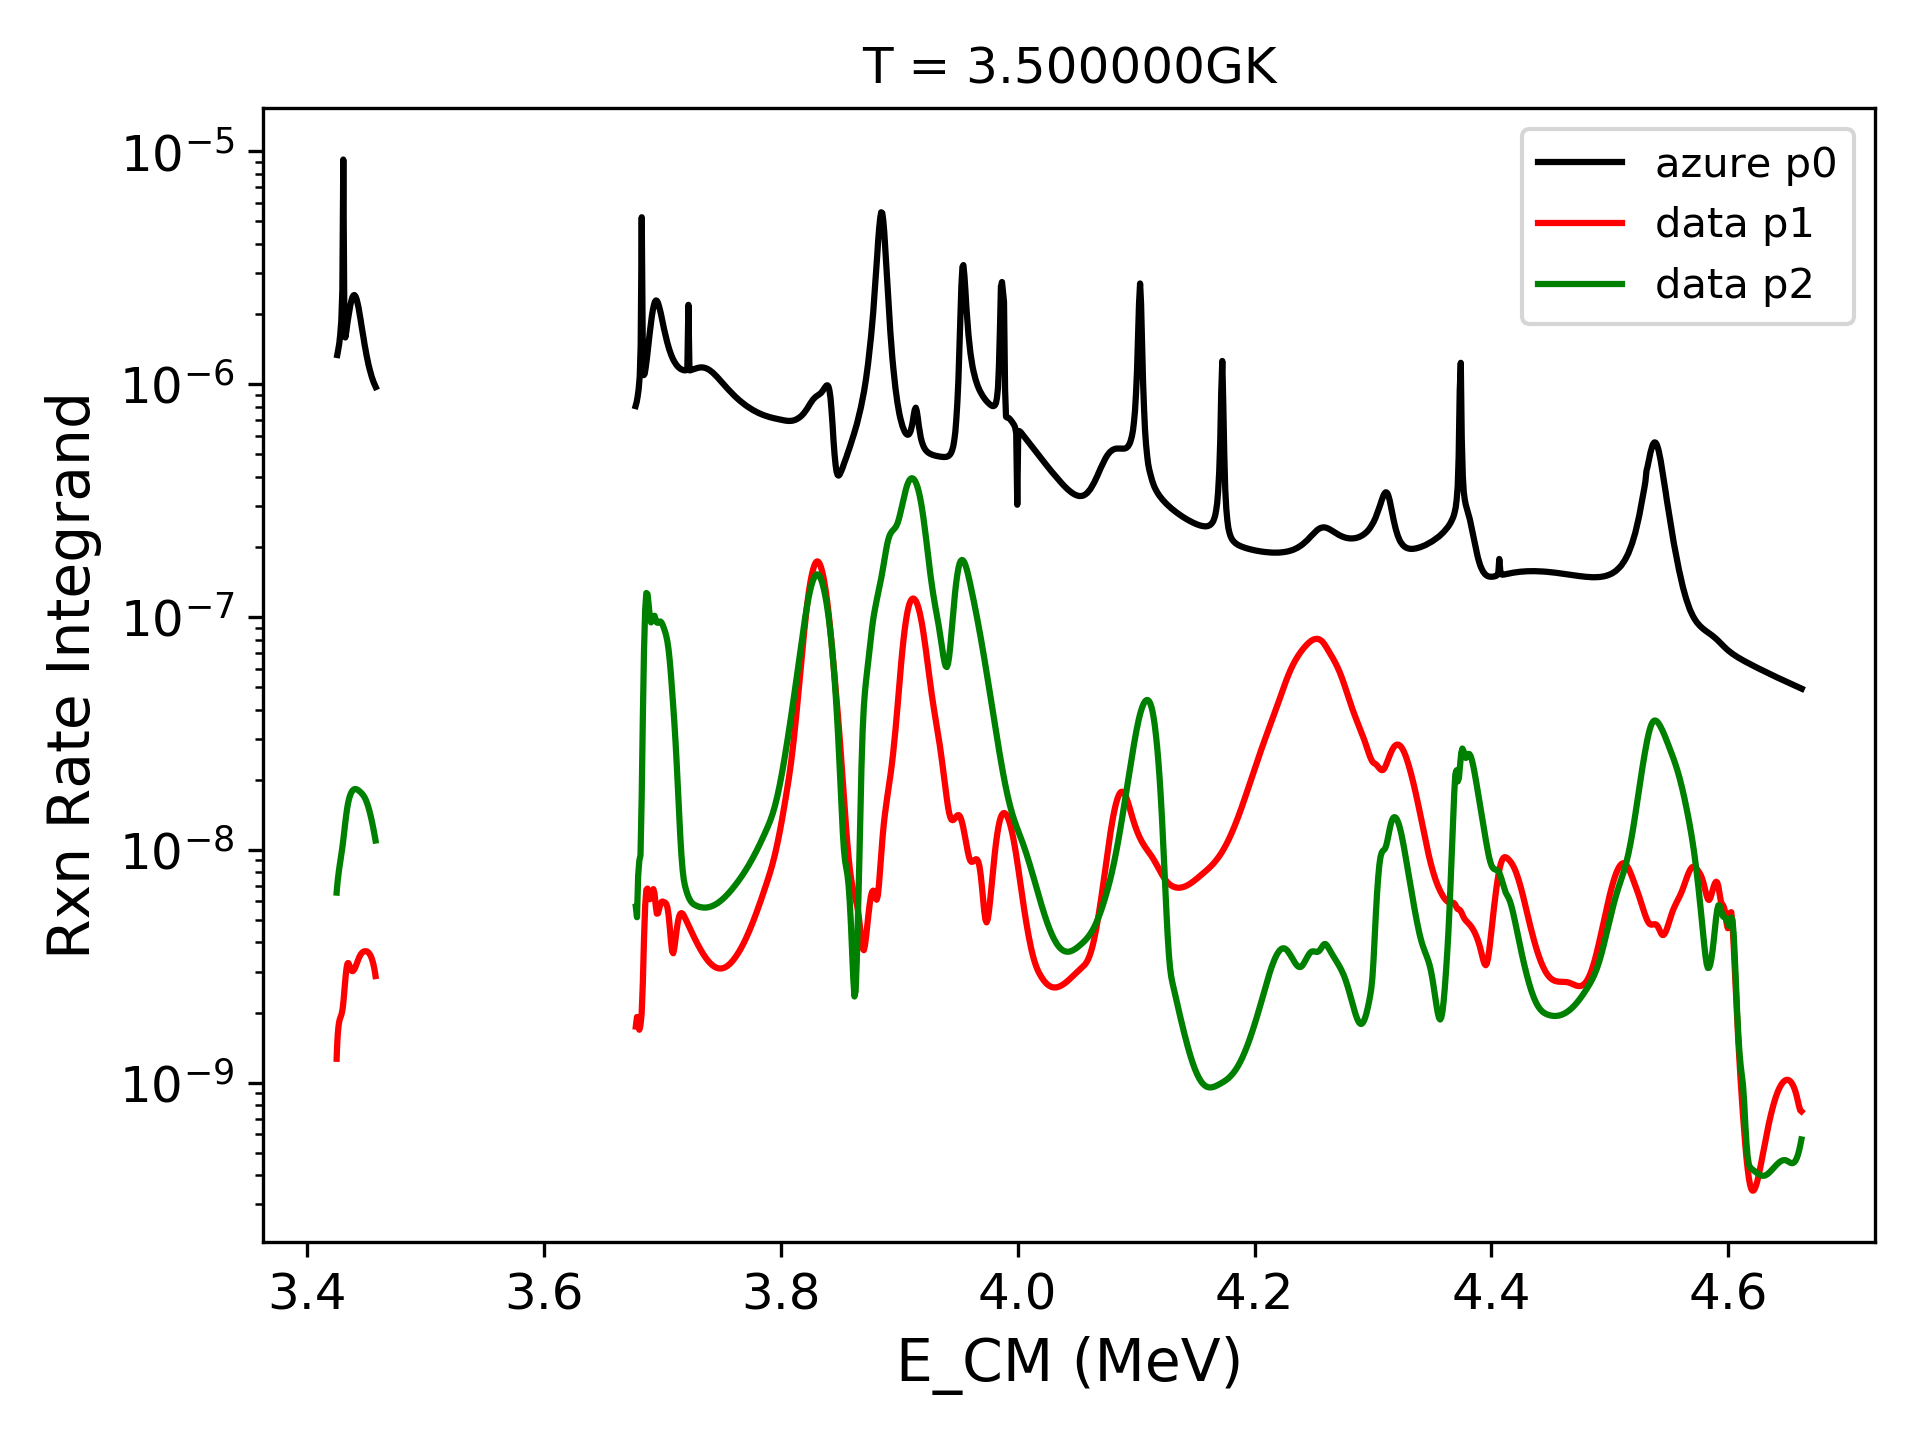 T = 3.500000GK
azure p0
data p1
data p2
Rxn Rate Integrand
10⁻⁵
10⁻⁶
10⁻⁷
10⁻⁸
10⁻⁹
3.4 3.6 3.8 4.0 4.2 4.4 4.6
E_CM (MeV)